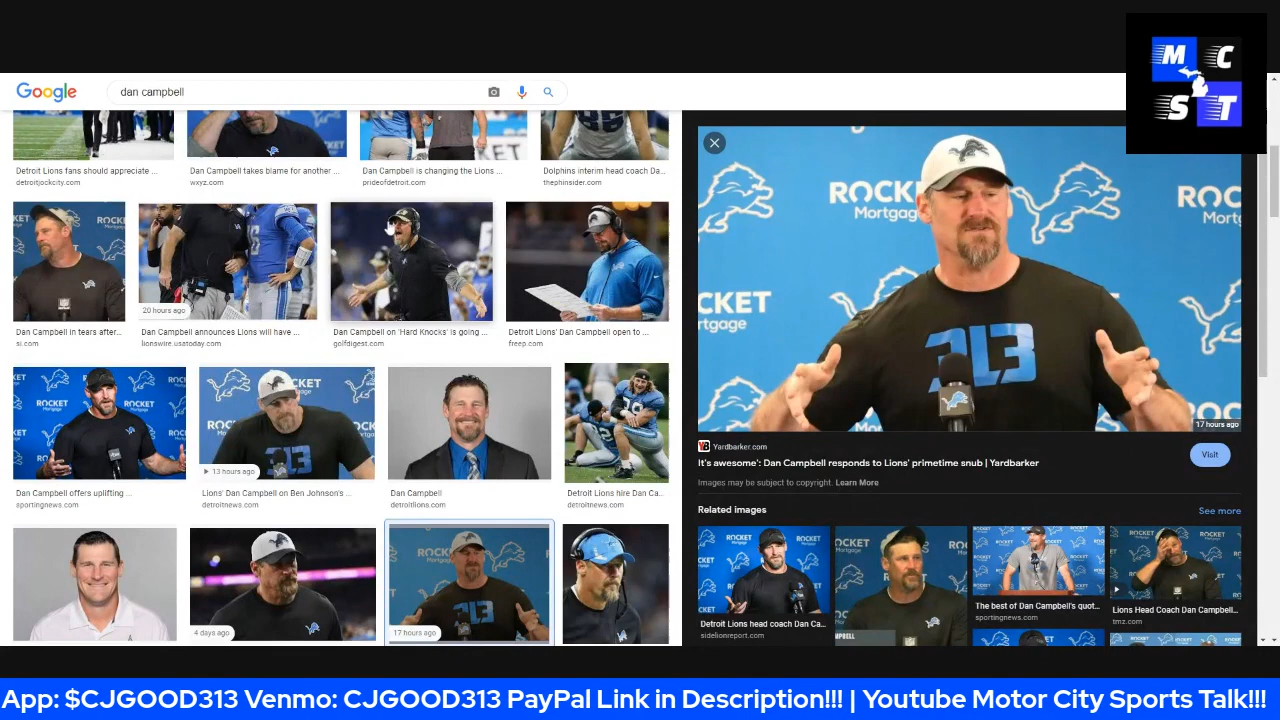 Google
dan campbell
M C
S T
Detroit Lions fans should appreciate ...
detroitjockcity.com
Dan Campbell takes blame for another ...
wxyz.com
Dan Campbell is changing the Lions ...
prideofdetroit.com
Dolphins interim head coach Da...
thephinsider.com
Dan Campbell in tears after...
si.com
20 hours ago
Dan Campbell announces Lions will have ...
lionswire.usatoday.com
Dan Campbell on 'Hard Knocks' is going ...
golfdigest.com
Detroit Lions' Dan Campbell open to ...
freep.com
Dan Campbell offers uplifting ...
sportingnews.com
13 hours ago
Lions' Dan Campbell on Ben Johnson's ...
detroitnews.com
Dan Campbell
detroitlions.com
Detroit Lions hire Dan Ca...
detroitnews.com
4 days ago
17 hours ago
ROCKET
Mortgage
313
17 hours ago
Yardbarker.com
It's awesome': Dan Campbell responds to Lions' primetime snub | Yardbarker
Visit
Images may be subject to copyright. Learn More
Related images
See more
Detroit Lions head coach Dan Ca...
sidelionreport.com
The best of Dan Campbell's quot...
sportingnews.com
Lions Head Coach Dan Campbell...
tmz.com
App: $CJGOOD313 Venmo: CJGOOD313 PayPal Link in Description!!! | Youtube Motor City Sports Talk!!!